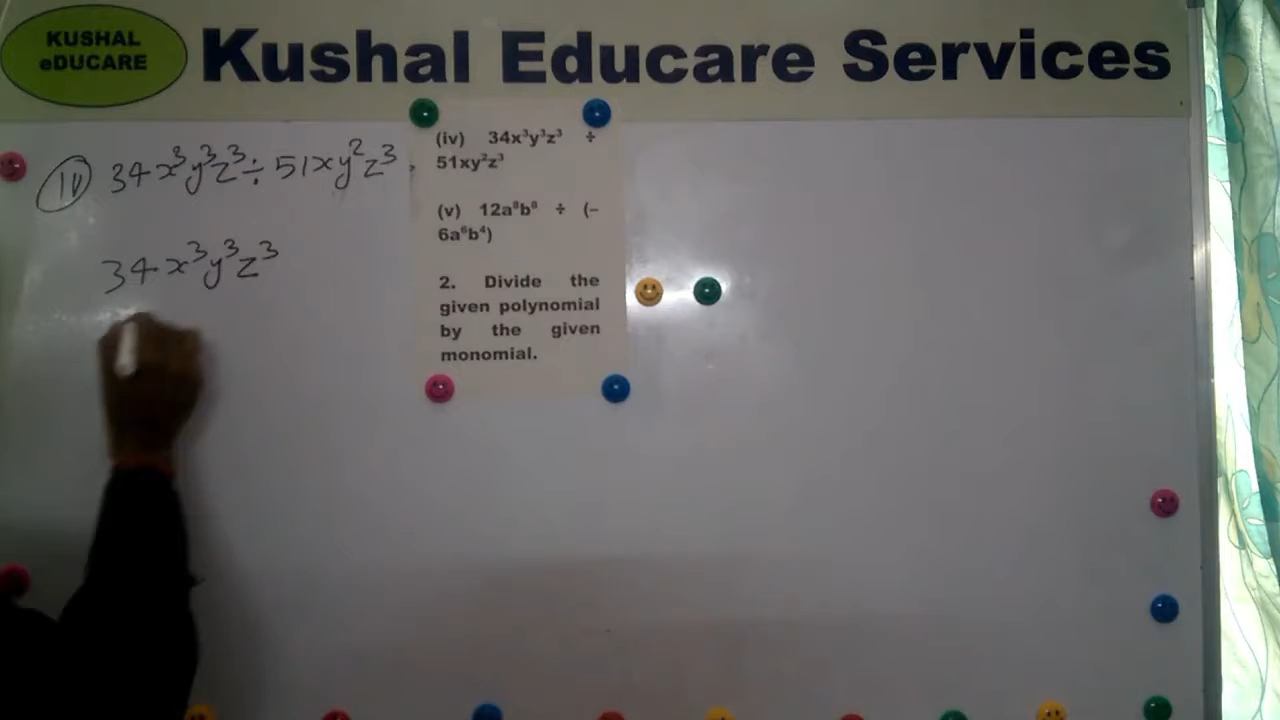 KUSHAL
eDUCARE
Kushal Educare Services
(iv) 34x³y³z³ ÷ 51xy²z³
34x³y³z³
(iv) 34x³y³z³ ÷
51xy²z³
(v) 12a⁸b⁸ ÷ (–
6a⁶b⁴)
2. Divide the
given polynomial
by the given
monomial.